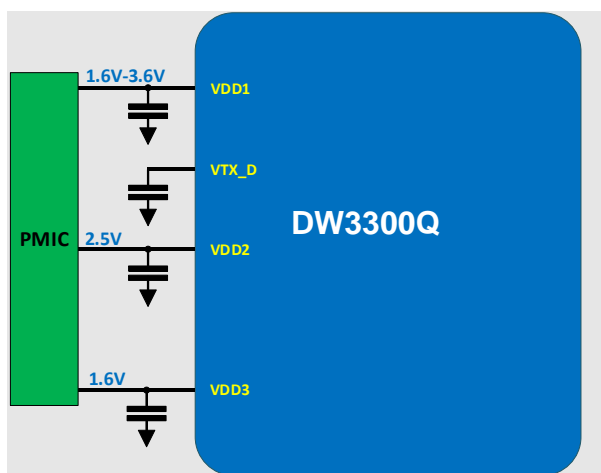 1.6V-3.6V
VDD1
VTX_D
DW3300Q
PMIC
2.5V
VDD2
1.6V
VDD3